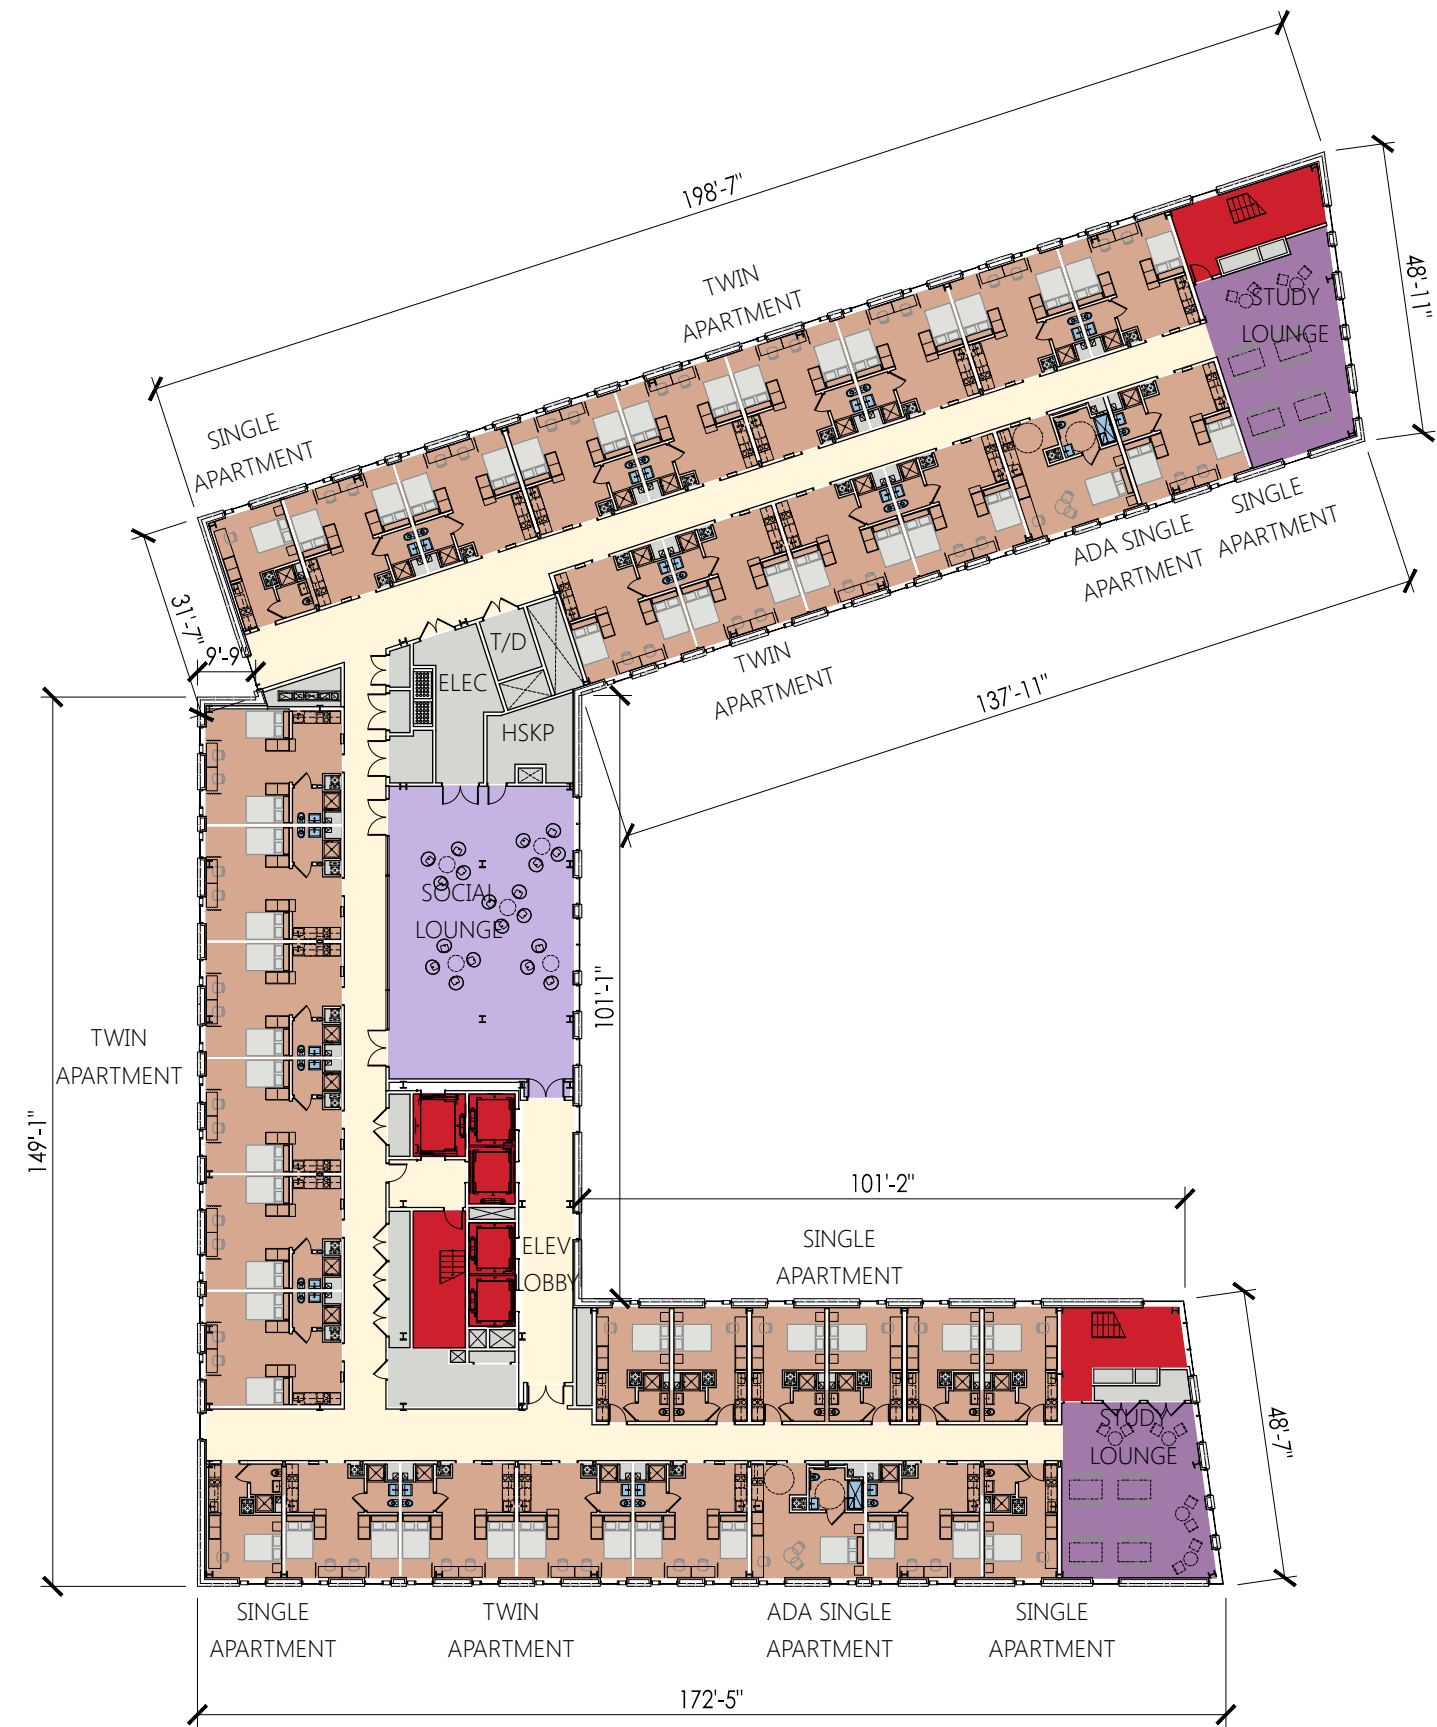 198'-7"
48'-11"
TWIN
APARTMENT
STUDY
LOUNGE
SINGLE
APARTMENT
SINGLE
APARTMENT
ADA SINGLE
APARTMENT
31'-7"
9'-9"
T/D
ELEC
HSKP
TWIN
APARTMENT
137'-11"
SOCIAL
LOUNGE
101'-1"
TWIN
APARTMENT
149'-1"
101'-2"
SINGLE
APARTMENT
ELEV
LOBBY
STUDY
LOUNGE
48'-7"
SINGLE
APARTMENT
TWIN
APARTMENT
ADA SINGLE
APARTMENT
SINGLE
APARTMENT
172'-5"